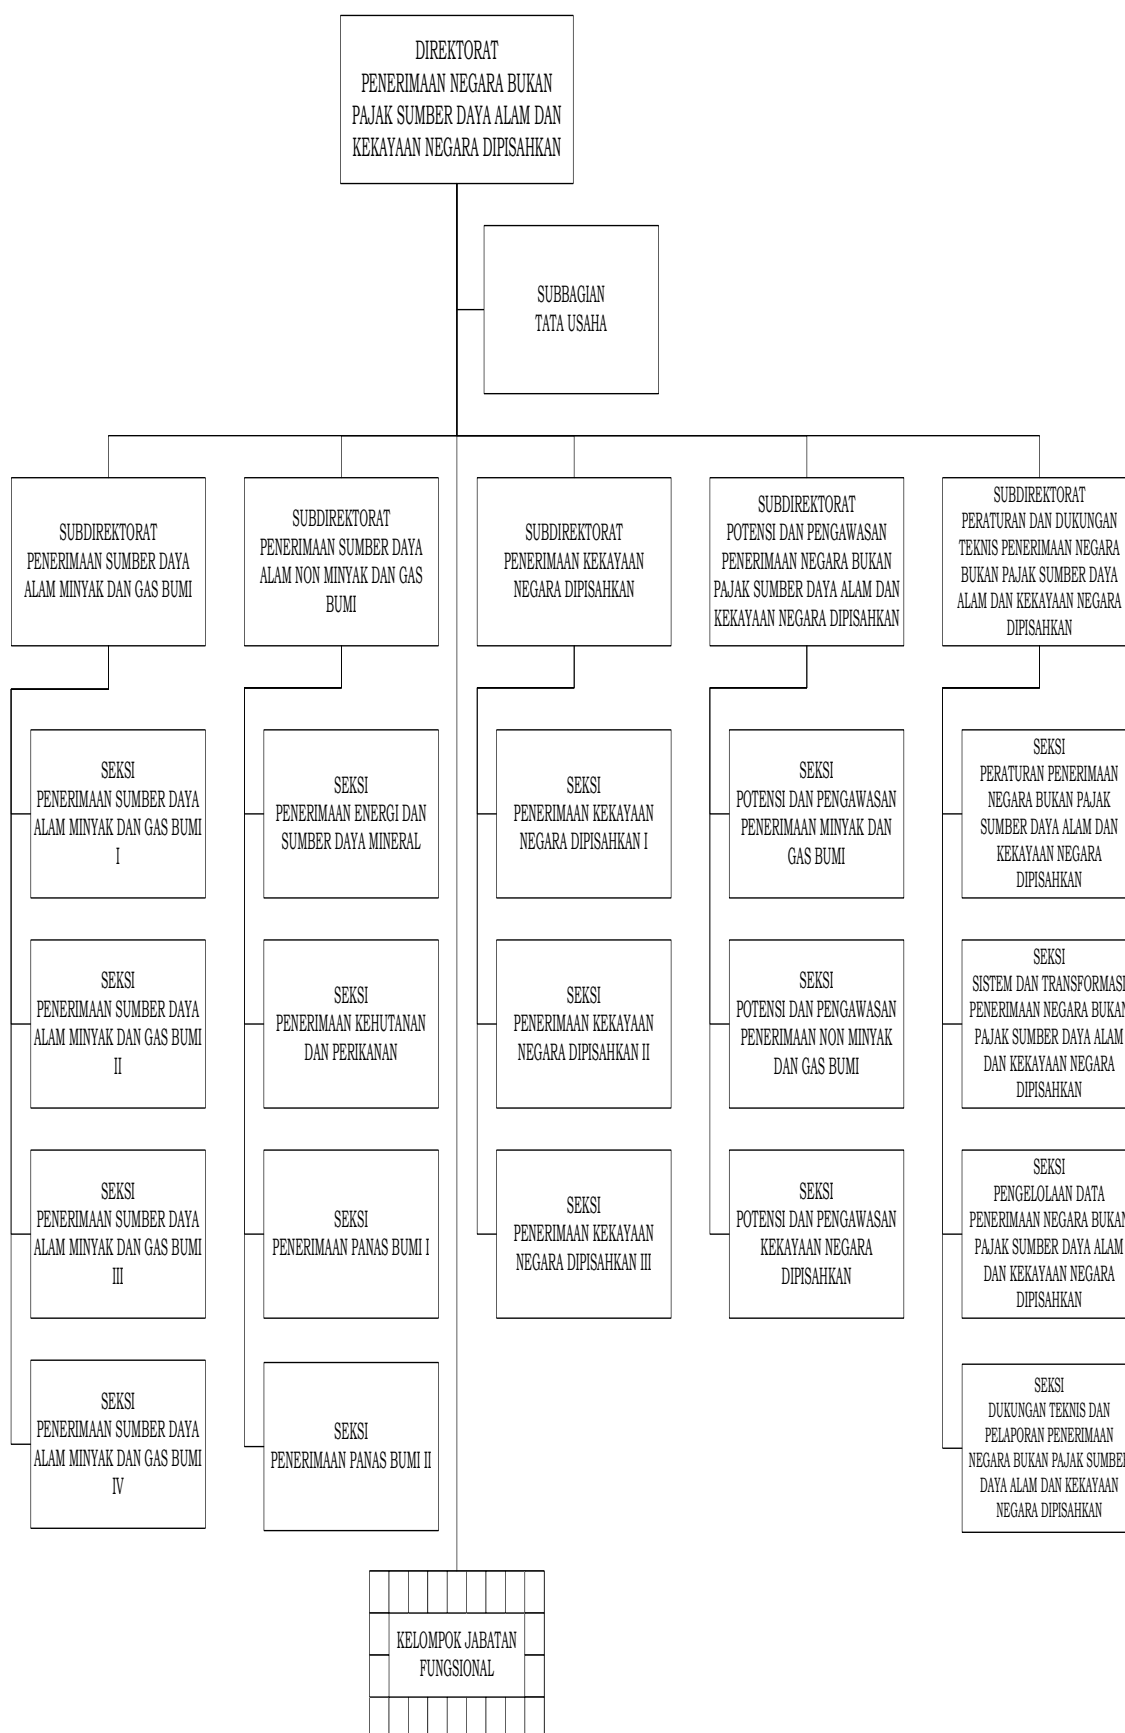 DIREKTORAT
PENERIMAAN NEGARA BUKAN
PAJAK SUMBER DAYA ALAM DAN
KEKAYAAN NEGARA DIPISAHKAN
SUBBAGIAN
TATA USAHA
SUBDIREKTORAT
PENERIMAAN SUMBER DAYA
ALAM MINYAK DAN GAS BUMI
SUBDIREKTORAT
PENERIMAAN SUMBER DAYA
ALAM NON MINYAK DAN GAS
BUMI
SUBDIREKTORAT
PENERIMAAN KEKAYAAN
NEGARA DIPISAHKAN
SUBDIREKTORAT
POTENSI DAN PENGAWASAN
PENERIMAAN NEGARA BUKAN
PAJAK SUMBER DAYA ALAM DAN
KEKAYAAN NEGARA DIPISAHKAN
SUBDIREKTORAT
PERATURAN DAN DUKUNGAN
TEKNIS PENERIMAAN NEGARA
BUKAN PAJAK SUMBER DAYA
ALAM DAN KEKAYAAN NEGARA
DIPISAHKAN
SEKSI
PENERIMAAN SUMBER DAYA
ALAM MINYAK DAN GAS BUMI
I
SEKSI
PENERIMAAN ENERGI DAN
SUMBER DAYA MINERAL
SEKSI
PENERIMAAN KEKAYAAN
NEGARA DIPISAHKAN I
SEKSI
POTENSI DAN PENGAWASAN
PENERIMAAN MINYAK DAN
GAS BUMI
SEKSI
PERATURAN PENERIMAAN
NEGARA BUKAN PAJAK
SUMBER DAYA ALAM DAN
KEKAYAAN NEGARA
DIPISAHKAN
SEKSI
PENERIMAAN SUMBER DAYA
ALAM MINYAK DAN GAS BUMI
II
SEKSI
PENERIMAAN KEHUTANAN
DAN PERIKANAN
SEKSI
PENERIMAAN KEKAYAAN
NEGARA DIPISAHKAN II
SEKSI
POTENSI DAN PENGAWASAN
PENERIMAAN NON MINYAK
DAN GAS BUMI
SEKSI
SISTEM DAN TRANSFORMASI
PENERIMAAN NEGARA BUKAN
PAJAK SUMBER DAYA ALAM
DAN KEKAYAAN NEGARA
DIPISAHKAN
SEKSI
PENERIMAAN SUMBER DAYA
ALAM MINYAK DAN GAS BUMI
III
SEKSI
PENERIMAAN PANAS BUMI I
SEKSI
PENERIMAAN KEKAYAAN
NEGARA DIPISAHKAN III
SEKSI
POTENSI DAN PENGAWASAN
KEKAYAAN NEGARA
DIPISAHKAN
SEKSI
PENGELOLAAN DATA
PENERIMAAN NEGARA BUKAN
PAJAK SUMBER DAYA ALAM
DAN KEKAYAAN NEGARA
DIPISAHKAN
SEKSI
PENERIMAAN SUMBER DAYA
ALAM MINYAK DAN GAS BUMI
IV
SEKSI
PENERIMAAN PANAS BUMI II
SEKSI
DUKUNGAN TEKNIS DAN
PELAPORAN PENERIMAAN
NEGARA BUKAN PAJAK SUMBER
DAYA ALAM DAN KEKAYAAN
NEGARA DIPISAHKAN
KELOMPOK JABATAN
FUNGSIONAL